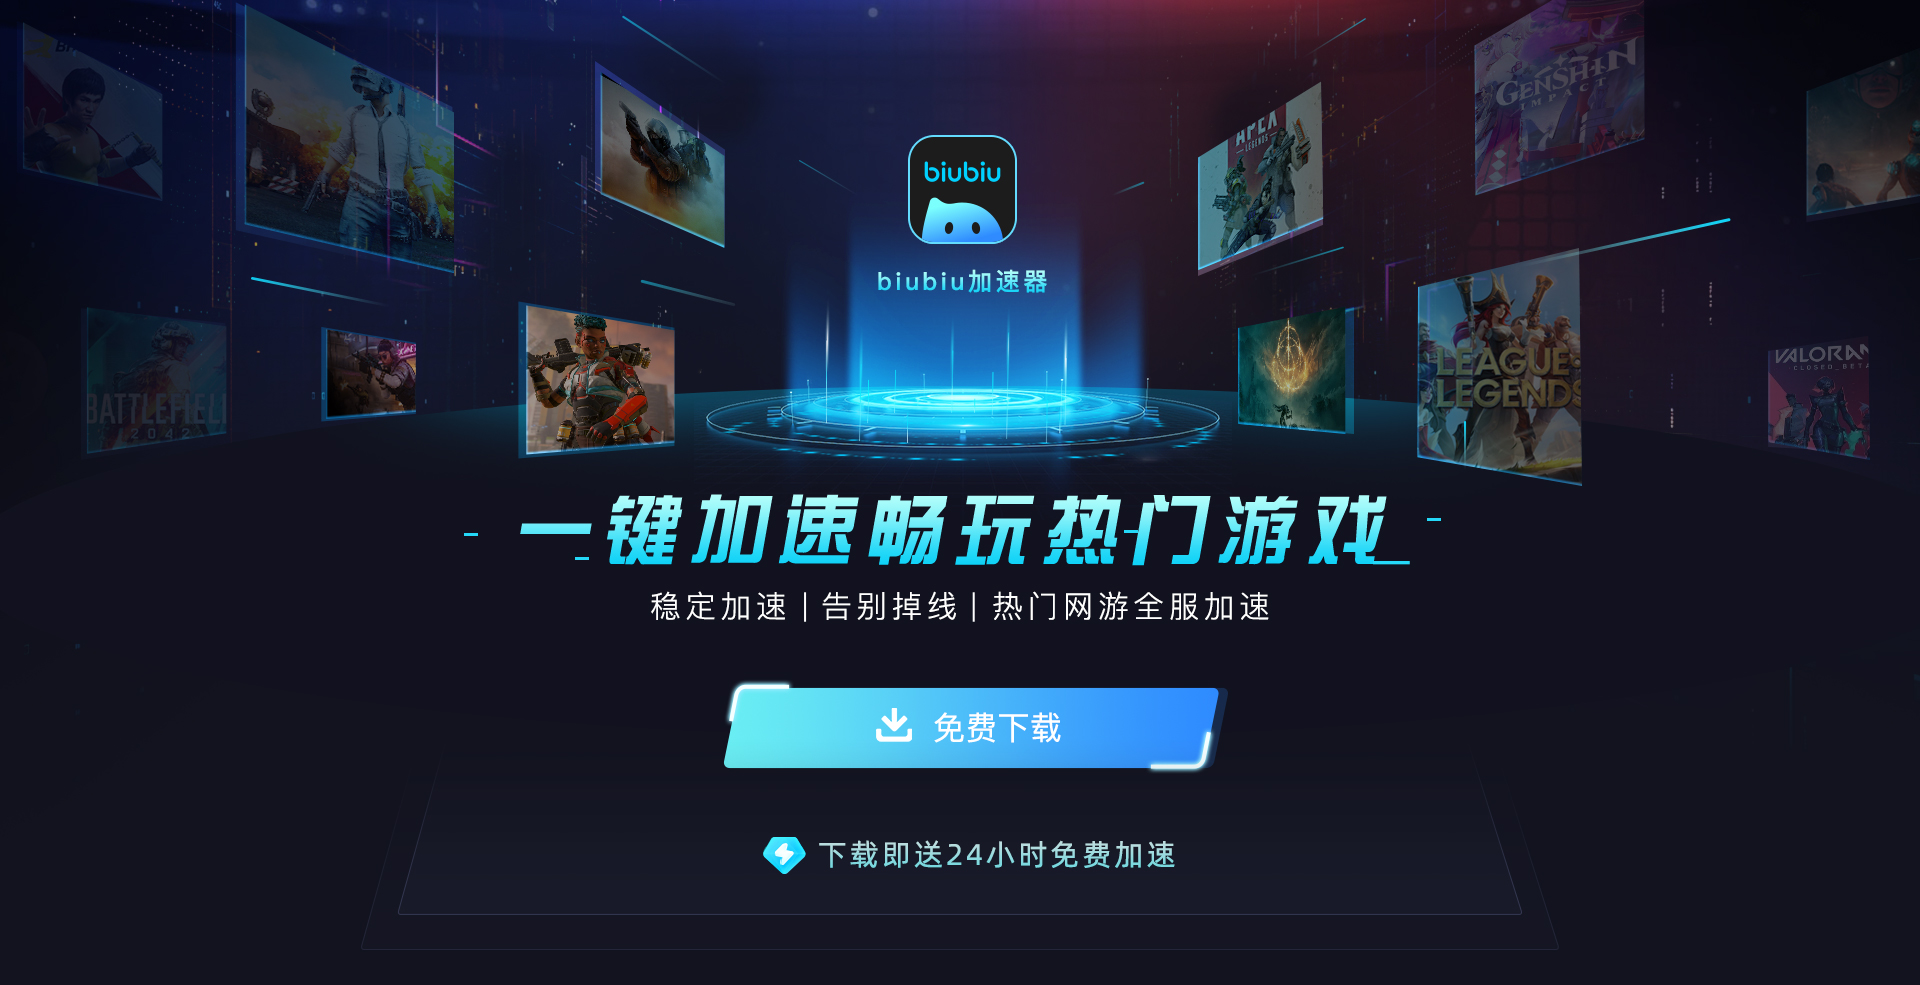 GENSHIN
IMPACT
APEX
LEGENDS
biubiu
biubiu加速器
LEAGUE
LEGENDS
VALORAN
CLOSED BETA
BATTLEFIEL
2042
一键加速畅玩热门游戏
稳定加速 | 告别掉线 | 热门网游全服加速
免费下载
下载即送24小时免费加速